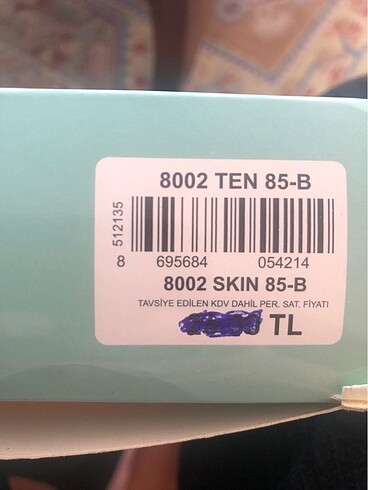 8002 TEN 85-B
512135
8 695684 054214
8002 SKIN 85-B
TAVSİYE EDİLEN KDV DAHİL PER. SAT. FİYATI
TL